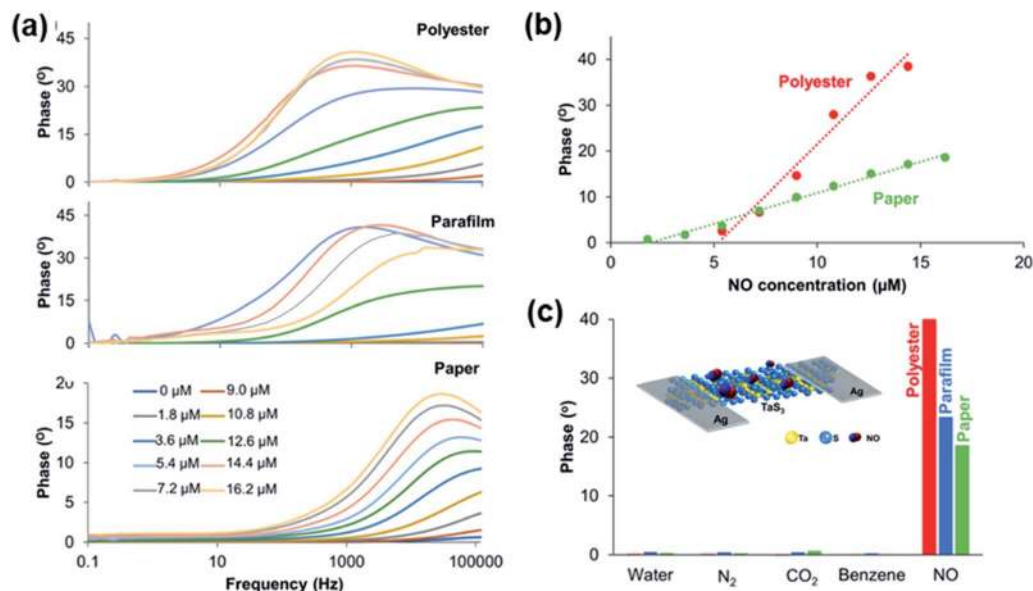 (a)
Polyester
Phase (°)
45
30
15
0
Parafilm
Phase (°)
45
30
15
0
Paper
Phase (°)
20
15
10
5
0
0 µM 9.0 µM
1.8 µM 10.8 µM
3.6 µM 12.6 µM
5.4 µM 14.4 µM
7.2 µM 16.2 µM
0.1 10 1000 100000
Frequency (Hz)
(b)
Phase (°)
40
30
20
10
0
Polyester
Paper
0 5 10 15 20
NO concentration (µM)
(c)
Phase (°)
40
30
20
10
0
Ag
TaS3
Ag
Ta S NO
Polyester
Parafilm
Paper
Water N2 CO2 Benzene NO